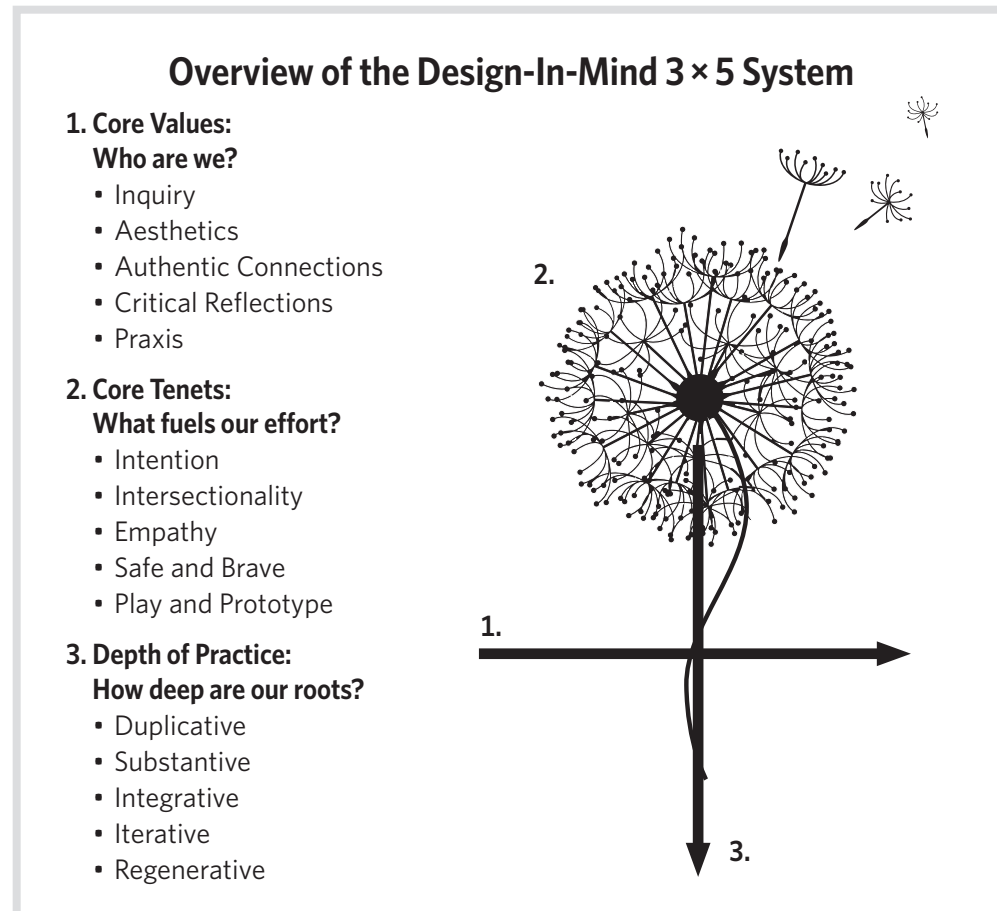 Overview of the Design-In-Mind 3 × 5 System
1. Core Values:
Who are we?
• Inquiry
• Aesthetics
• Authentic Connections
• Critical Reflections
• Praxis
2. Core Tenets:
What fuels our effort?
• Intention
• Intersectionality
• Empathy
• Safe and Brave
• Play and Prototype
3. Depth of Practice:
How deep are our roots?
• Duplicative
• Substantive
• Integrative
• Iterative
• Regenerative
2.
1.
3.